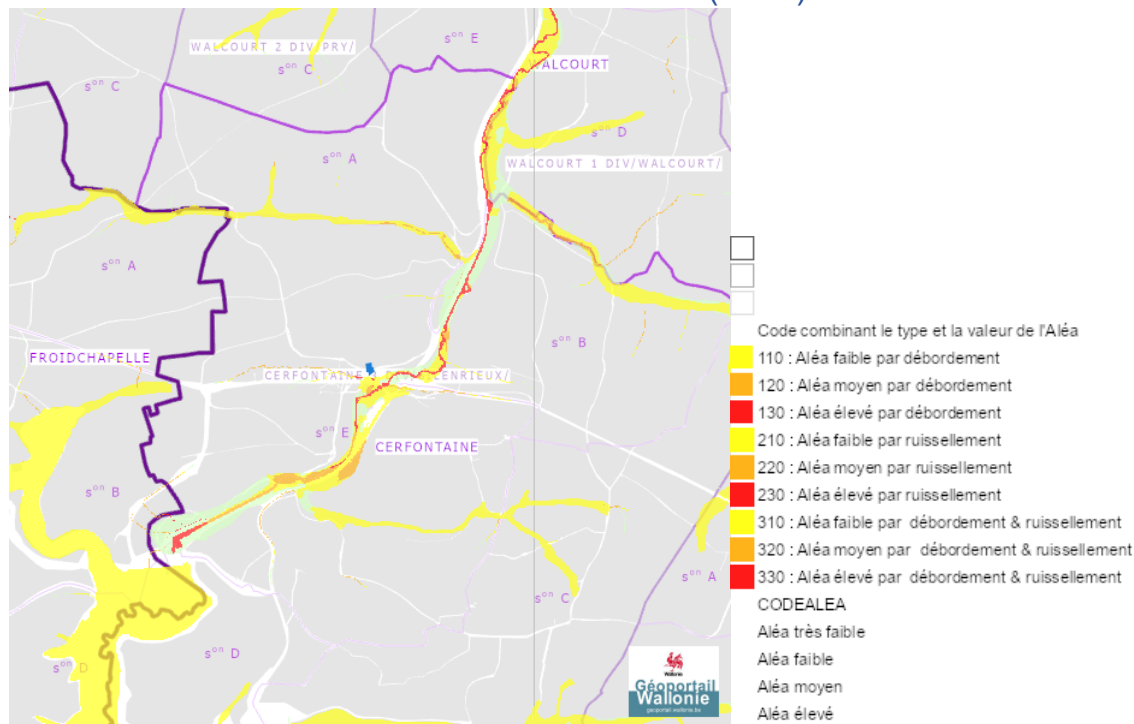 WALCOURT 2 DIV/PRY/
sᵒⁿ E
sᵒⁿ C
WALCOURT
sᵒⁿ C
sᵒⁿ D
sᵒⁿ A
WALCOURT 1 DIV/WALCOURT/
sᵒⁿ A
sᵒⁿ B
FROIDCHAPELLE
CERFONTAINE
sᵒⁿ E
CERFONTAINE
sᵒⁿ B
sᵒⁿ A
sᵒⁿ C
sᵒⁿ D
sᵒⁿ D
Wallonie
Géoportail
Wallonie
geoportail.wallonie.be
Code combinant le type et la valeur de l'Aléa
110 : Aléa faible par débordement
120 : Aléa moyen par débordement
130 : Aléa élevé par débordement
210 : Aléa faible par ruissellement
220 : Aléa moyen par ruissellement
230 : Aléa élevé par ruissellement
310 : Aléa faible par débordement & ruissellement
320 : Aléa moyen par débordement & ruissellement
330 : Aléa élevé par débordement & ruissellement
CODEALEA
Aléa très faible
Aléa faible
Aléa moyen
Aléa élevé